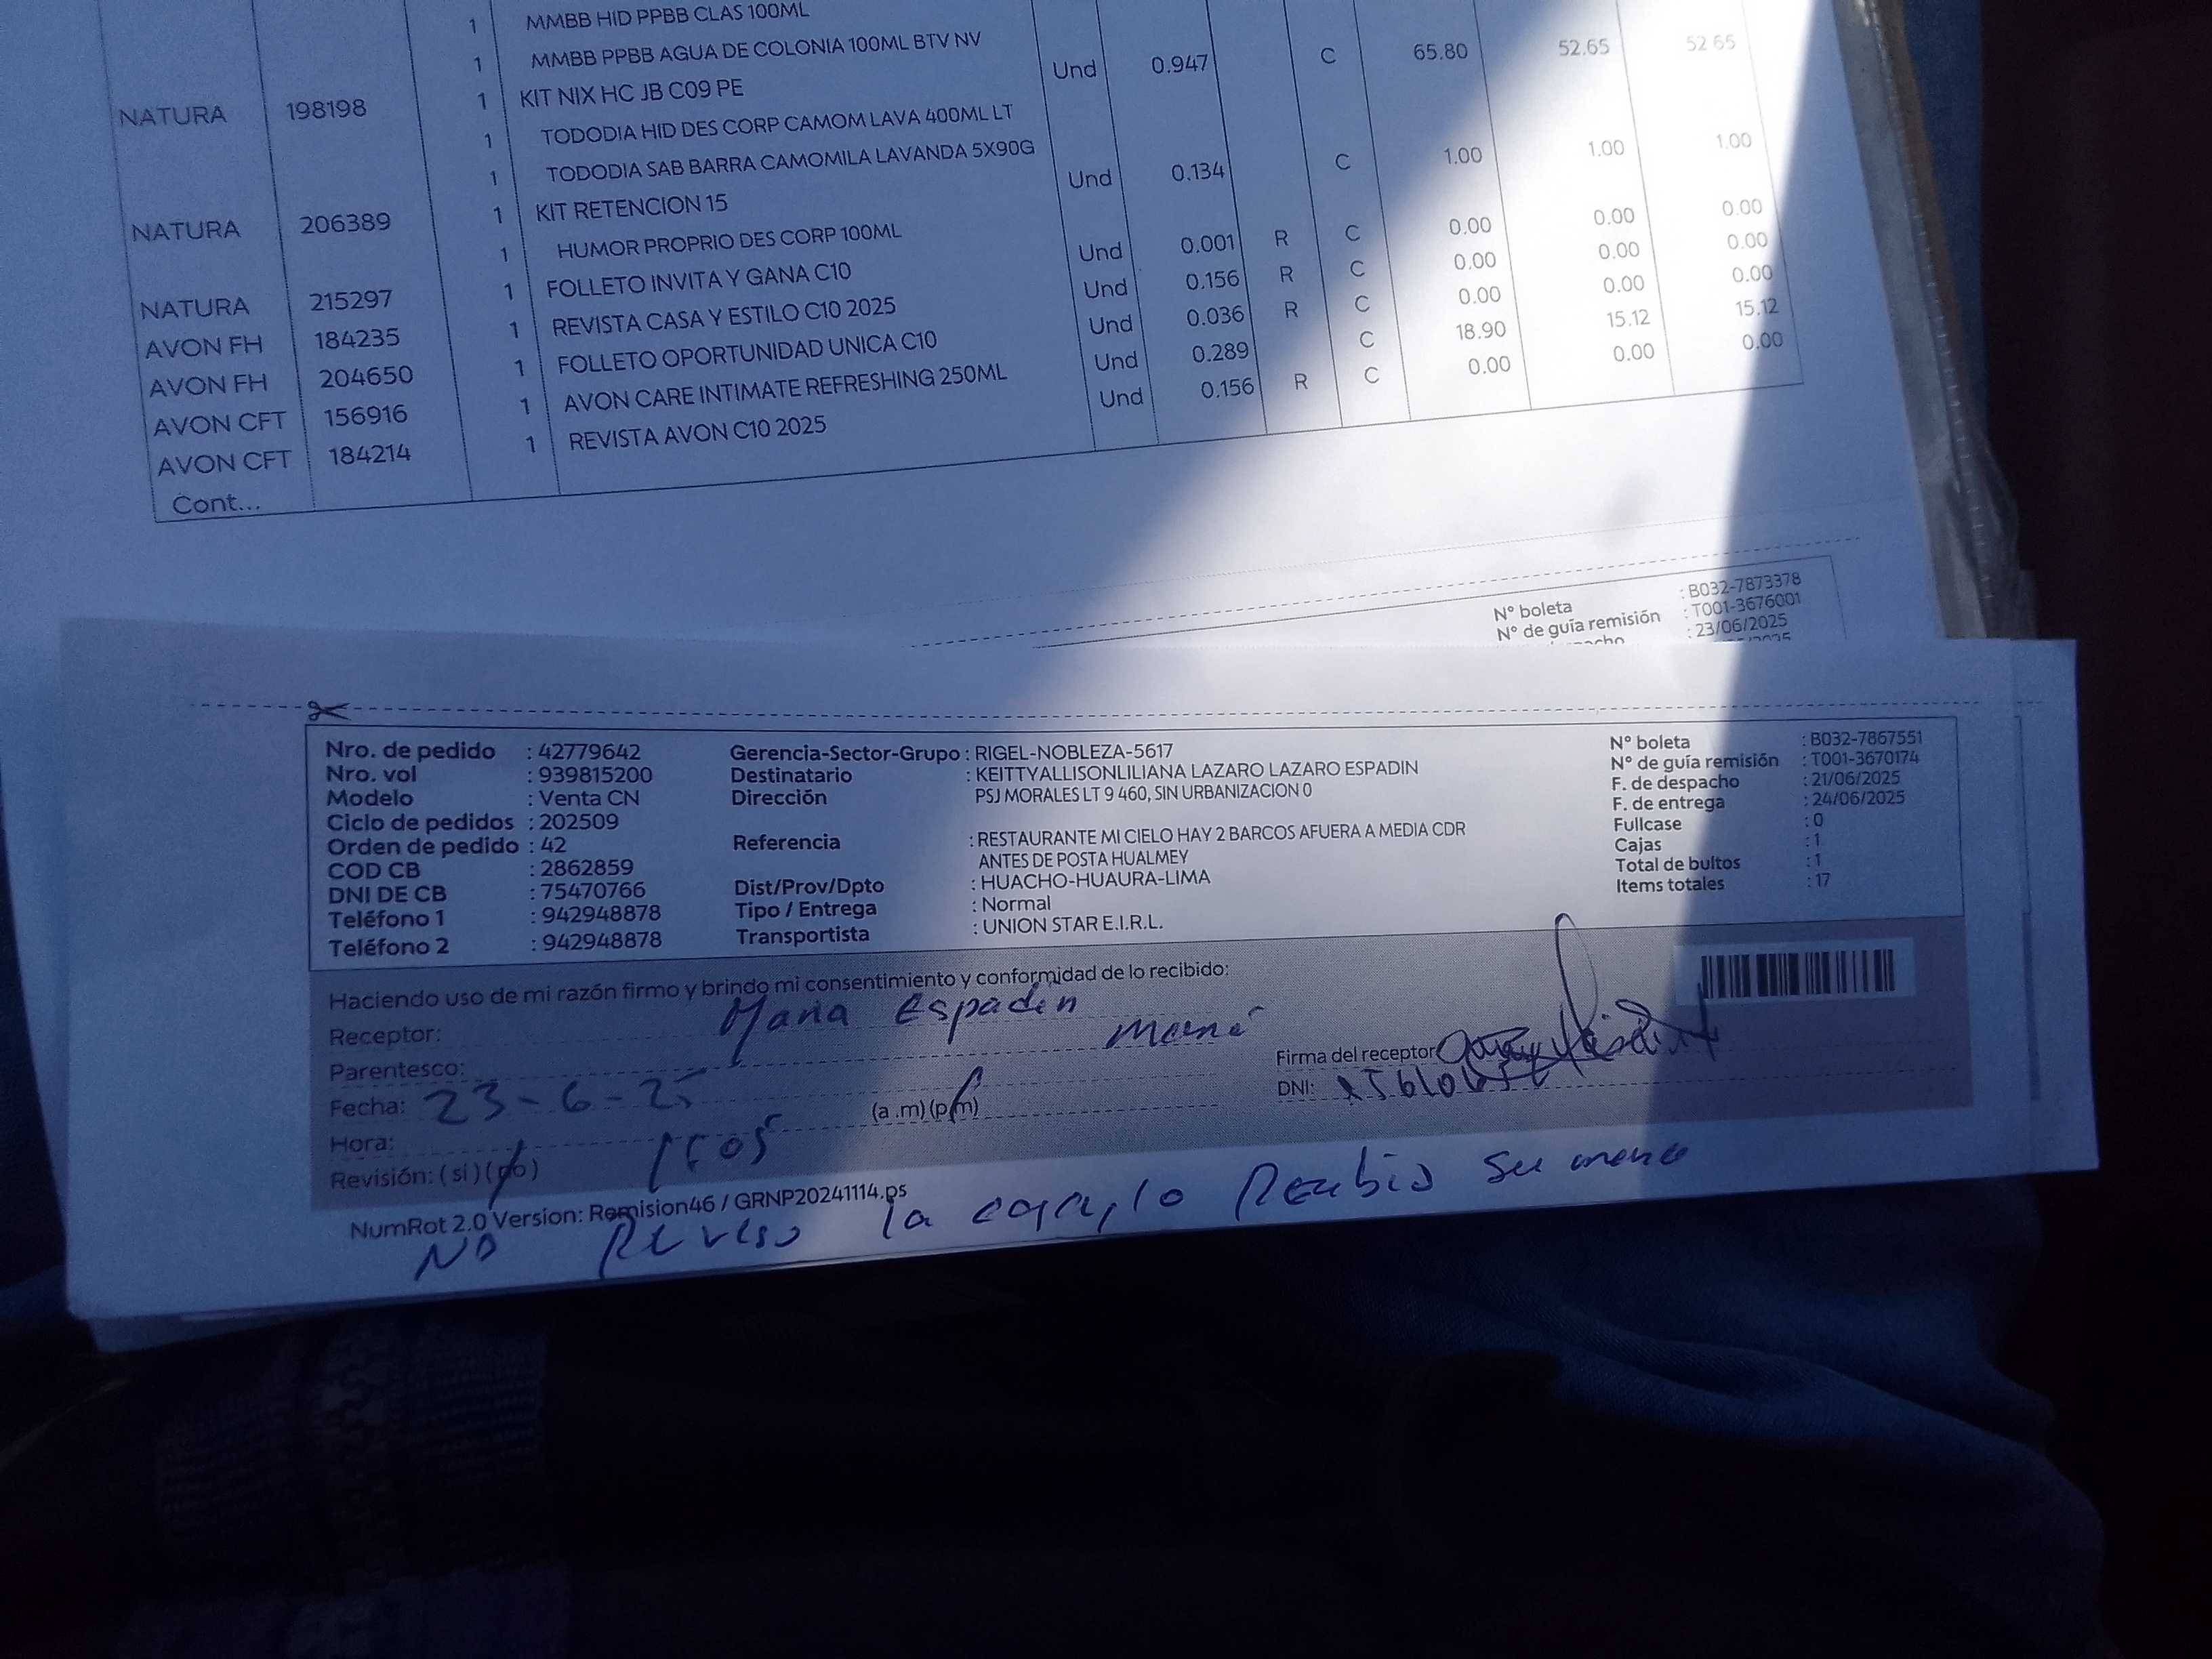 1 MMBB HID PPBB CLAS 100ML
1 MMBB PPBB AGUA DE COLONIA 100ML BTV NV
NATURA 198198 1 KIT NIX HC JB C09 PE Und 0.947 C 65.80 52.65 52.65
1 TODODIA HID DES CORP CAMOM LAVA 400ML LT
1 TODODIA SAB BARRA CAMOMILA LAVANDA 5X90G
NATURA 206389 1 KIT RETENCION 15 Und 0.134 C 1.00 1.00 1.00
1 HUMOR PROPRIO DES CORP 100ML
NATURA 215297 1 FOLLETO INVITA Y GANA C10 Und 0.001 R C 0.00 0.00 0.00
AVON FH 184235 1 REVISTA CASA Y ESTILO C10 2025 Und 0.156 R C 0.00 0.00 0.00
AVON FH 204650 1 FOLLETO OPORTUNIDAD UNICA C10 Und 0.036 R C 0.00 0.00 0.00
AVON CFT 156916 1 AVON CARE INTIMATE REFRESHING 250ML Und 0.289 C 18.90 15.12 15.12
AVON CFT 184214 1 REVISTA AVON C10 2025 Und 0.156 R C 0.00 0.00 0.00
Cont...
N° boleta : B032-7873378
N° de guía remisión : T001-3676001
: 23/06/2025
Nro. de pedido : 42779642
Nro. vol : 939815200
Modelo : Venta CN
Ciclo de pedidos : 202509
Orden de pedido : 42
COD CB : 2862859
DNI DE CB : 75470766
Teléfono 1 : 942948878
Teléfono 2 : 942948878
Gerencia-Sector-Grupo : RIGEL-NOBLEZA-5617
Destinatario : KEITTYALLISONLILIANA LAZARO LAZARO ESPADIN
Dirección PSJ MORALES LT 9 460, SIN URBANIZACION 0
Referencia : RESTAURANTE MI CIELO HAY 2 BARCOS AFUERA A MEDIA CDR
ANTES DE POSTA HUALMEY
Dist/Prov/Dpto : HUACHO-HUAURA-LIMA
Tipo / Entrega : Normal
Transportista : UNION STAR E.I.R.L.
N° boleta : B032-7867551
N° de guía remisión : T001-3670174
F. de despacho : 21/06/2025
F. de entrega : 24/06/2025
Fullcase : 0
Cajas : 1
Total de bultos : 1
Items totales : 17
Haciendo uso de mi razón firmo y brindo mi consentimiento y conformidad de lo recibido:
Receptor: Maria Espadin
Parentesco: mamá
Fecha: 23-6-25 (a.m)(p.m)
Hora: 1505
Revisión: (si)(no)
Firma del receptor
DNI:
NumRot 2.0 Version: Remision46 / GRNP20241114.ps
No Reviso la caja, lo Recibio su mama